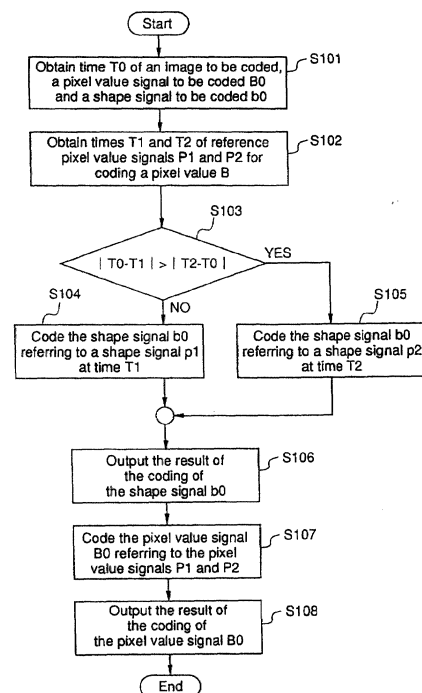 Start
Obtain time T0 of an image to be coded,
a pixel value signal to be coded B0
and a shape signal to be coded b0
S101
Obtain times T1 and T2 of reference
pixel value signals P1 and P2 for
coding a pixel value B
S102
S103
| T0-T1 | > | T2-T0 |
YES
NO
S104
Code the shape signal b0
referring to a shape signal p1
at time T1
S105
Code the shape signal b0
referring to a shape signal p2
at time T2
Output the result of
the coding of
the shape signal b0
S106
Code the pixel value signal
B0 referring to the pixel
value signals P1 and P2
S107
Output the result of
the coding of
the pixel value signal B0
S108
End